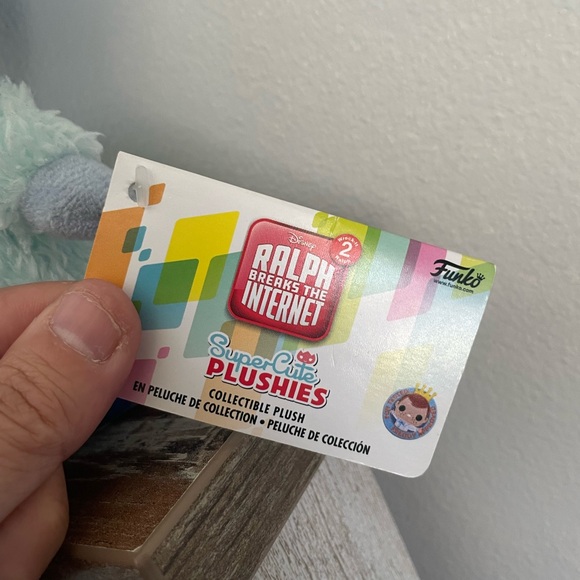 Disney
RALPH
BREAKS THE
INTERNET
2
Funko
www.funko.com
SuperCute
PLUSHIES
COLLECTIBLE PLUSH
EN PELUCHE DE COLLECTION • PELUCHE DE COLECCIÓN